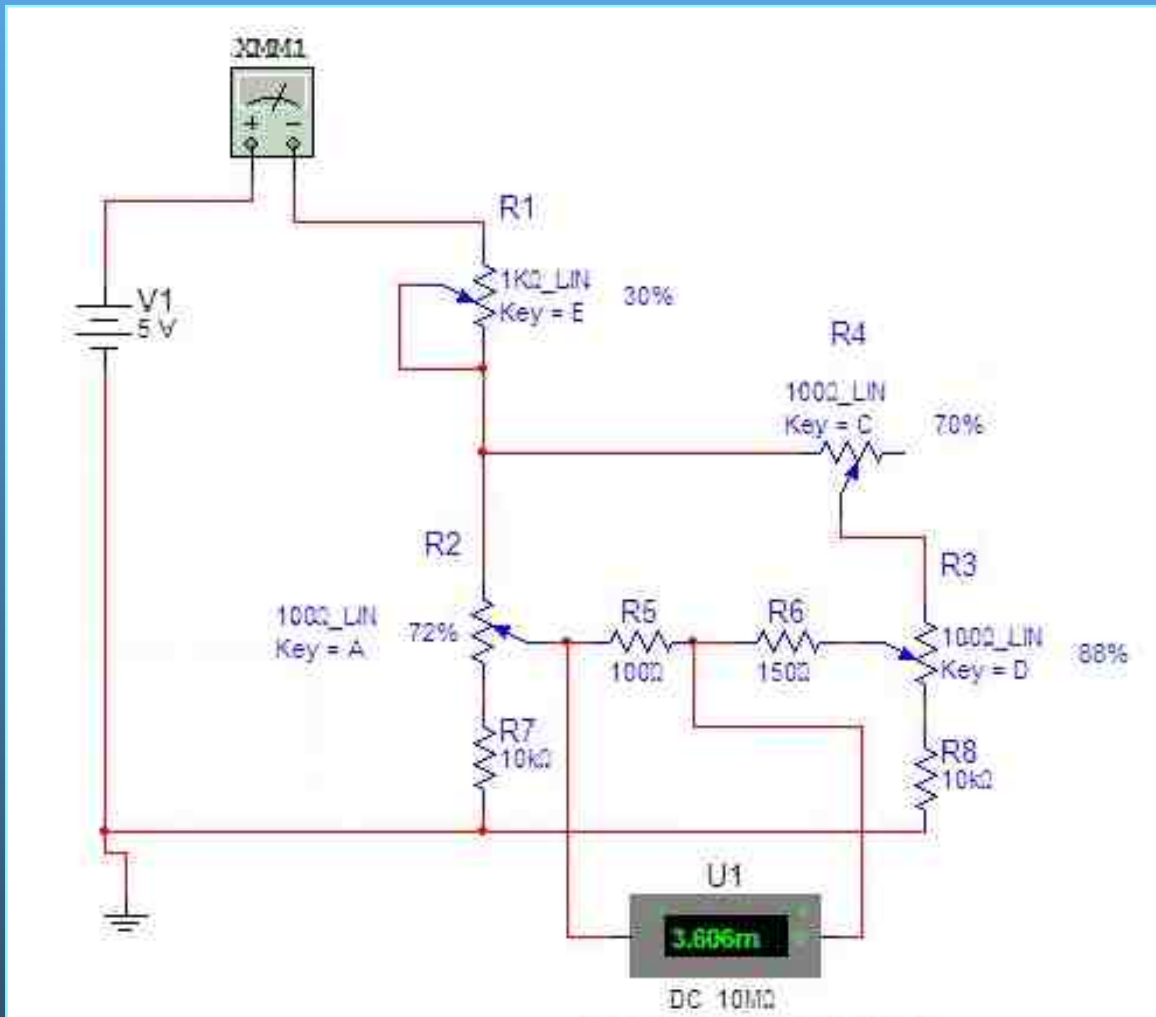 XMM1
+ −
R1
1KΩ_LIN
Key = E
30%
V1
5 V
R4
100Ω_LIN
Key = C
70%
R2
100Ω_LIN
Key = A
72%
R5
100Ω
R6
150Ω
R3
100Ω_LIN
Key = D
88%
R7
10kΩ
R8
10kΩ
U1
3.606m
DC 10MΩ